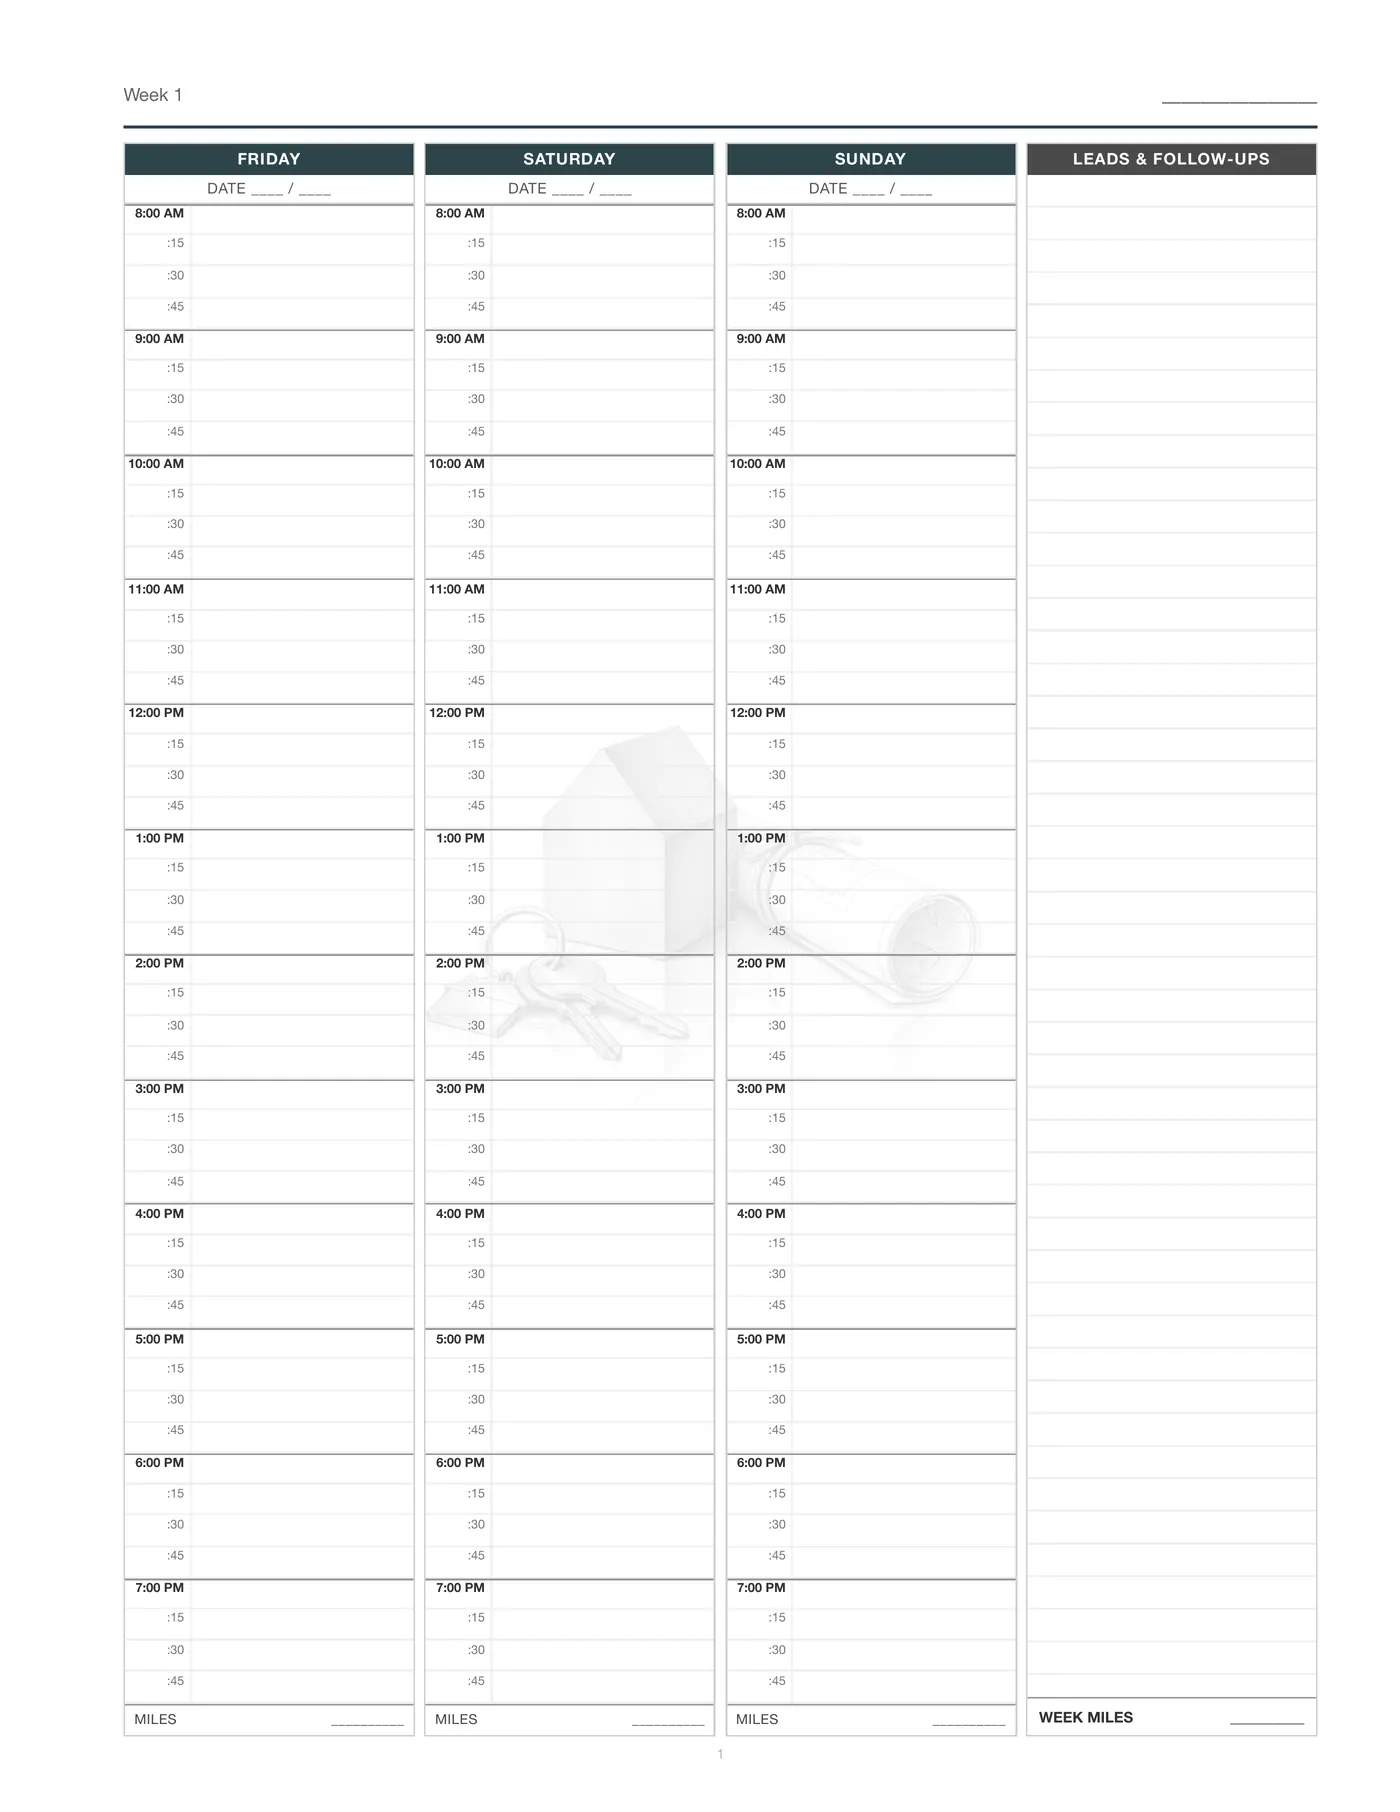 Week 1 ________________
FRIDAY
DATE ____ / ____
8:00 AM
:15
:30
:45
9:00 AM
:15
:30
:45
10:00 AM
:15
:30
:45
11:00 AM
:15
:30
:45
12:00 PM
:15
:30
:45
1:00 PM
:15
:30
:45
2:00 PM
:15
:30
:45
3:00 PM
:15
:30
:45
4:00 PM
:15
:30
:45
5:00 PM
:15
:30
:45
6:00 PM
:15
:30
:45
7:00 PM
:15
:30
:45
MILES __________
SATURDAY
DATE ____ / ____
8:00 AM
:15
:30
:45
9:00 AM
:15
:30
:45
10:00 AM
:15
:30
:45
11:00 AM
:15
:30
:45
12:00 PM
:15
:30
:45
1:00 PM
:15
:30
:45
2:00 PM
:15
:30
:45
3:00 PM
:15
:30
:45
4:00 PM
:15
:30
:45
5:00 PM
:15
:30
:45
6:00 PM
:15
:30
:45
7:00 PM
:15
:30
:45
MILES __________
SUNDAY
DATE ____ / ____
8:00 AM
:15
:30
:45
9:00 AM
:15
:30
:45
10:00 AM
:15
:30
:45
11:00 AM
:15
:30
:45
12:00 PM
:15
:30
:45
1:00 PM
:15
:30
:45
2:00 PM
:15
:30
:45
3:00 PM
:15
:30
:45
4:00 PM
:15
:30
:45
5:00 PM
:15
:30
:45
6:00 PM
:15
:30
:45
7:00 PM
:15
:30
:45
MILES __________
LEADS & FOLLOW-UPS
WEEK MILES __________
1